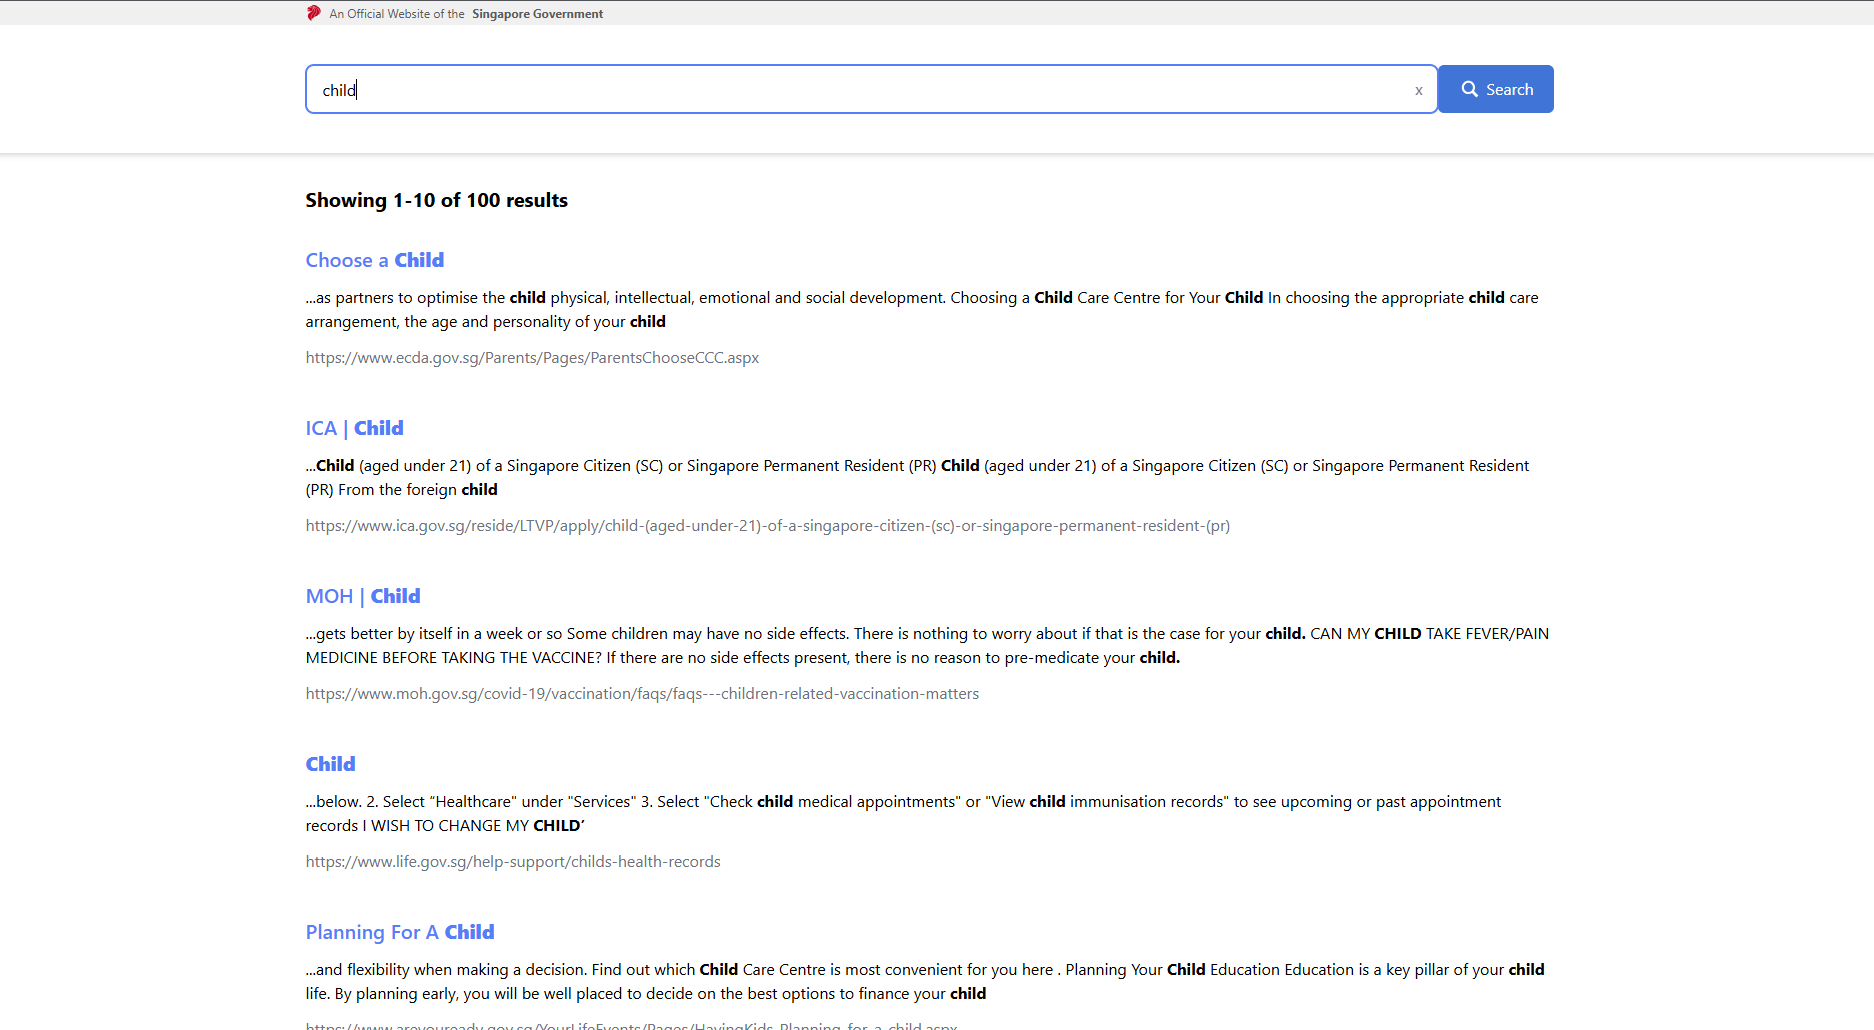 An Official Website of the Singapore Government
child
x
Search
Showing 1-10 of 100 results
Choose a Child
...as partners to optimise the child physical, intellectual, emotional and social development. Choosing a Child Care Centre for Your Child In choosing the appropriate child care
arrangement, the age and personality of your child
https://www.ecda.gov.sg/Parents/Pages/ParentsChooseCCC.aspx
ICA | Child
...Child (aged under 21) of a Singapore Citizen (SC) or Singapore Permanent Resident (PR) Child (aged under 21) of a Singapore Citizen (SC) or Singapore Permanent Resident
(PR) From the foreign child
https://www.ica.gov.sg/reside/LTVP/apply/child-(aged-under-21)-of-a-singapore-citizen-(sc)-or-singapore-permanent-resident-(pr)
MOH | Child
...gets better by itself in a week or so Some children may have no side effects. There is nothing to worry about if that is the case for your child. CAN MY CHILD TAKE FEVER/PAIN
MEDICINE BEFORE TAKING THE VACCINE? If there are no side effects present, there is no reason to pre-medicate your child.
https://www.moh.gov.sg/covid-19/vaccination/faqs/faqs---children-related-vaccination-matters
Child
...below. 2. Select “Healthcare" under "Services" 3. Select "Check child medical appointments" or "View child immunisation records" to see upcoming or past appointment
records I WISH TO CHANGE MY CHILD’
https://www.life.gov.sg/help-support/childs-health-records
Planning For A Child
...and flexibility when making a decision. Find out which Child Care Centre is most convenient for you here . Planning Your Child Education Education is a key pillar of your child
life. By planning early, you will be well placed to decide on the best options to finance your child
https://www.areyouready.gov.sg/YourLifeEvents/Pages/HavingKids-Planning-for-a-child.aspx